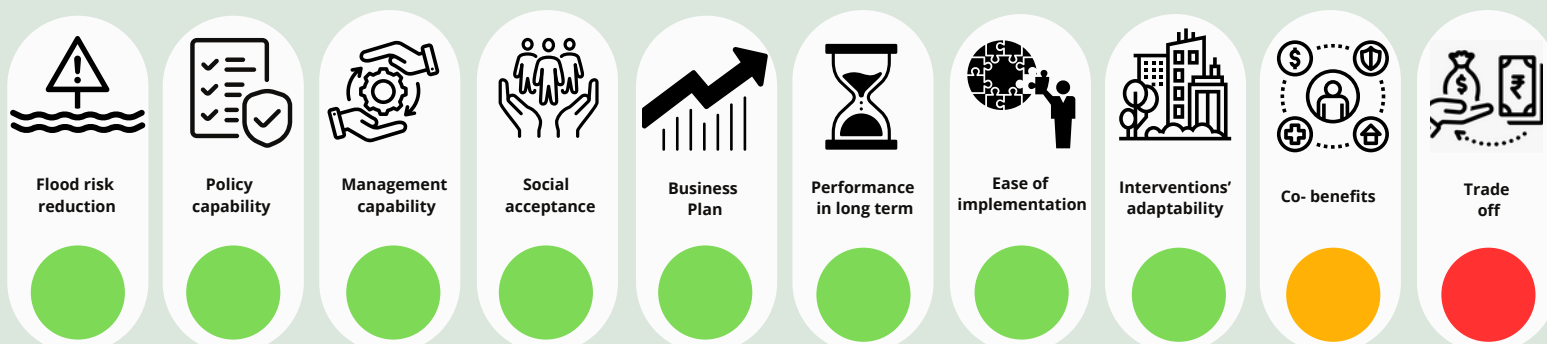 Flood risk
reduction
Policy
capability
Management
capability
Social
acceptance
Business
Plan
Performance
in long term
Ease of
implementation
Interventions’
adaptability
Co- benefits
Trade
off
$
$
₹